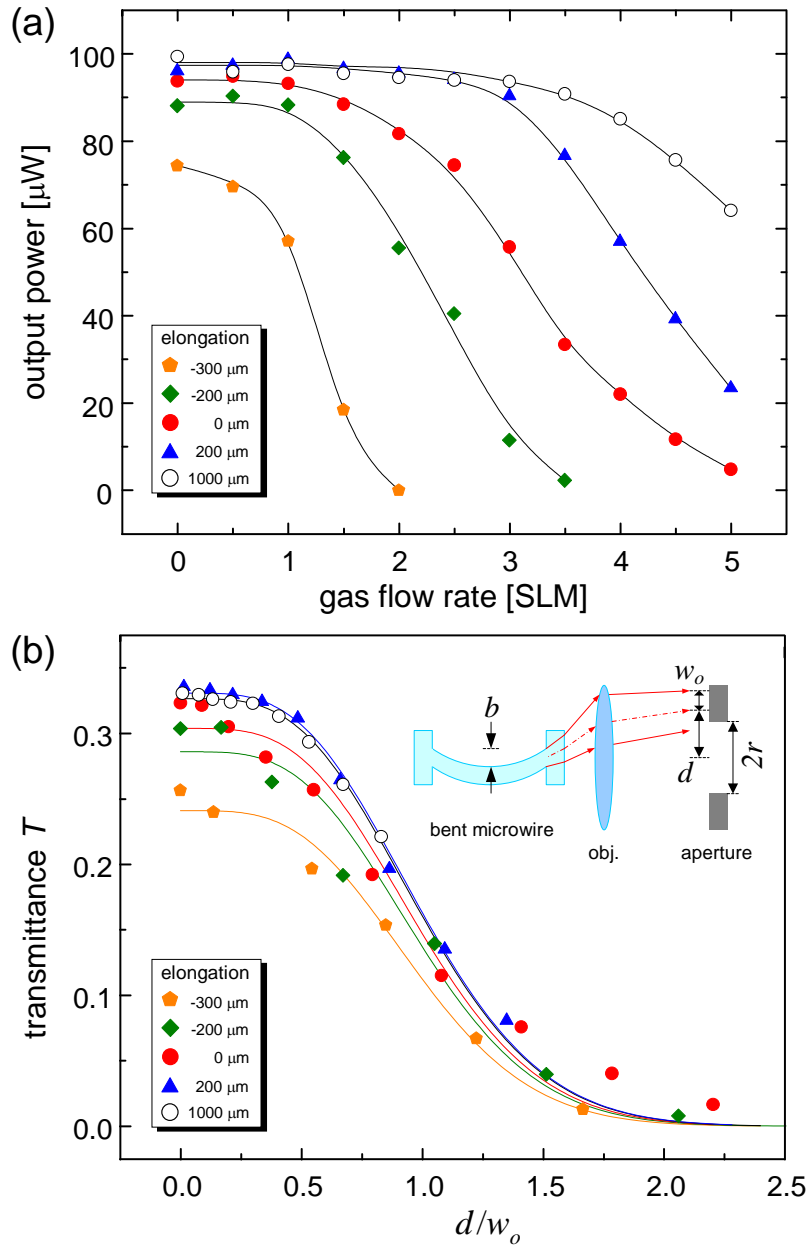 (a)
100
80
60
40
20
0
output power [μW]
elongation
-300 μm
-200 μm
0 μm
200 μm
1000 μm
0 1 2 3 4 5
gas flow rate [SLM]
(b)
0.3
0.2
0.1
0.0
transmittance T
b
w_o
d
2r
bent microwire
obj.
aperture
elongation
-300 μm
-200 μm
0 μm
200 μm
1000 μm
0.0 0.5 1.0 1.5 2.0 2.5
d/w_o